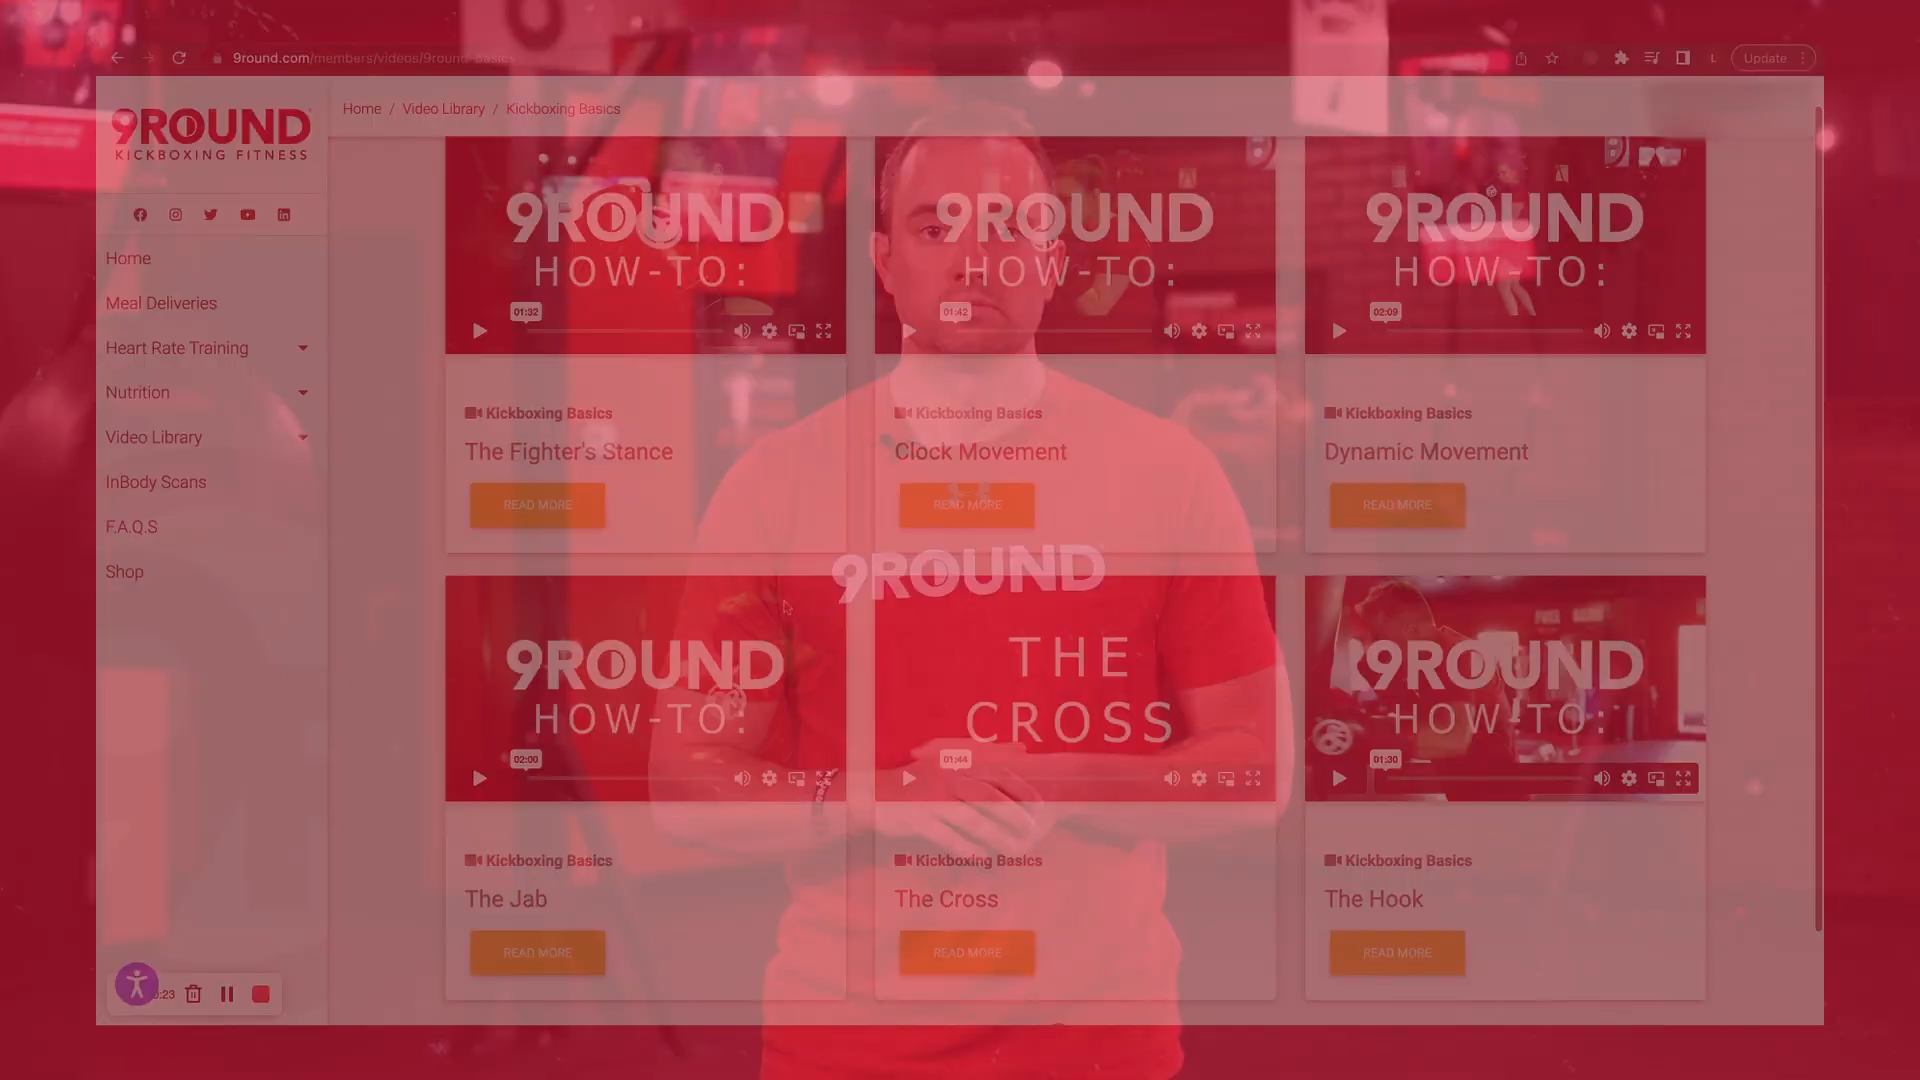 9round.com/members/videos/9round-basics
L
Update
9ROUND
KICKBOXING FITNESS
Home / Video Library / Kickboxing Basics
Home
Meal Deliveries
Heart Rate Training
Nutrition
Video Library
InBody Scans
F.A.Q.S
Shop
:23
9ROUND
HOW-TO:
01:32
Kickboxing Basics
The Fighter's Stance
READ MORE
9ROUND
HOW-TO:
01:42
Kickboxing Basics
Clock Movement
READ MORE
9ROUND
HOW-TO:
02:09
Kickboxing Basics
Dynamic Movement
READ MORE
9ROUND
9ROUND
HOW-TO:
02:00
Kickboxing Basics
The Jab
READ MORE
THE
CROSS
01:44
Kickboxing Basics
The Cross
READ MORE
9ROUND
HOW-TO:
01:30
Kickboxing Basics
The Hook
READ MORE